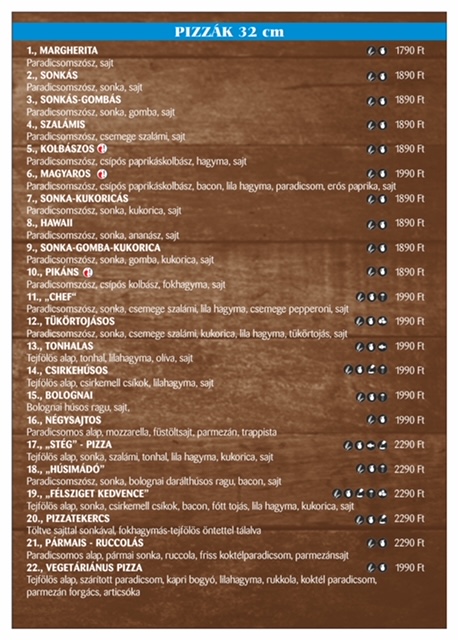 PIZZÁK 32 cm
1., MARGHERITA 1790 Ft
Paradicsomszósz, sajt
2., SONKÁS 1890 Ft
Paradicsomszósz, sonka, sajt
3., SONKÁS-GOMBÁS 1890 Ft
Paradicsomszósz, sonka, gomba, sajt
4., SZALÁMIS 1890 Ft
Paradicsomszósz, csemege szalámi, sajt
5., KOLBÁSZOS 1890 Ft
Paradicsomszósz, csípős paprikáskolbász, hagyma, sajt
6., MAGYAROS 1990 Ft
Paradicsomszósz, csípős paprikáskolbász, bacon, lila hagyma, paradicsom, erős paprika, sajt
7., SONKA-KUKORICÁS 1890 Ft
Paradicsomszósz, sonka, kukorica, sajt
8., HAWAII 1890 Ft
Paradicsomszósz, sonka, ananász, sajt
9., SONKA-GOMBA-KUKORICA 1890 Ft
Paradicsomszósz, sonka, gomba, kukorica, sajt
10., PIKÁNS 1890 Ft
Paradicsomszósz, csípős kolbász, fokhagyma, sajt
11., „CHEF" 1990 Ft
Paradicsomszósz, sonka, csemege szalámi, lila hagyma, csemege pepperoni, sajt
12., TÜKÖRTOJÁSOS 1990 Ft
Paradicsomszósz, sonka, csemege szalámi, kukorica, lila hagyma, tükörtojás, sajt
13., TONHALAS 1990 Ft
Tejfölös alap, tonhal, lilahagyma, olíva, sajt
14., CSIRKEHÚSOS 1990 Ft
Tejfölös alap, csirkemell csíkok, lilahagyma, sajt
15., BOLOGNAI 1990 Ft
Bolognai húsos ragu, sajt,
16., NÉGYSAJTOS 1990 Ft
Paradicsomos alap, mozzarella, füstöltsajt, parmezán, trappista
17., „STÉG" - PIZZA 2290 Ft
Tejfölös alap, sonka, szalámi, tonhal, lila hagyma, kukorica, sajt
18., „HÚSIMÁDÓ" 2290 Ft
Paradicsomszósz, sonka, bolognai darálthúsos ragu, bacon, sajt
19., „FÉLSZIGET KEDVENCE" 2290 Ft
Tejfölös alap, sonka, csirkemell csíkok, bacon, főtt tojás, lila hagyma, kukorica, sajt
20., PIZZATEKERCS 2290 Ft
Töltve sajttal sonkával, fokhagymás-tejfölös öntettel tálalva
21., PÁRMAIS - RUCCOLÁS 2290 Ft
Paradicsomos alap, pármai sonka, ruccola, friss koktélparadicsom, parmezánsajt
22., VEGETÁRIÁNUS PIZZA 1990 Ft
Tejfölös alap, szárított paradicsom, kapri bogyó, lilahagyma, rukkola, koktél paradicsom,
parmezán forgács, articsóka